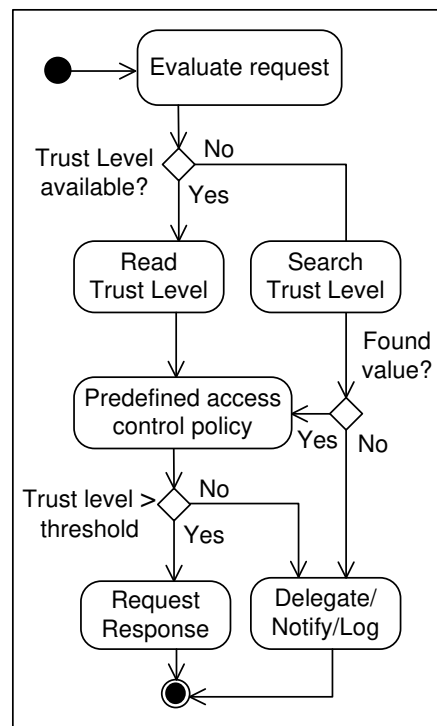 Evaluate request
Trust Level
available?
No
Yes
Read
Trust Level
Search
Trust Level
Found
value?
Predefined access
control policy
Yes
No
Trust level >
threshold
No
Yes
Request
Response
Delegate/
Notify/Log